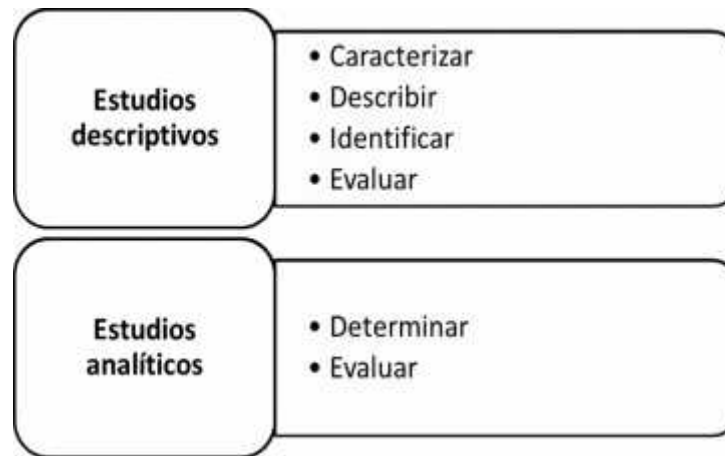 Estudios
descriptivos
• Caracterizar
• Describir
• Identificar
• Evaluar
Estudios
analíticos
• Determinar
• Evaluar